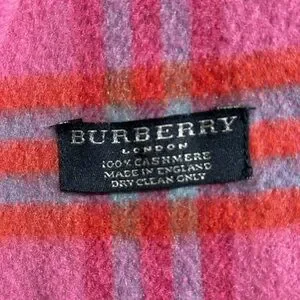 BURBERRY
LONDON
100% CASHMERE
MADE IN ENGLAND
DRY CLEAN ONLY